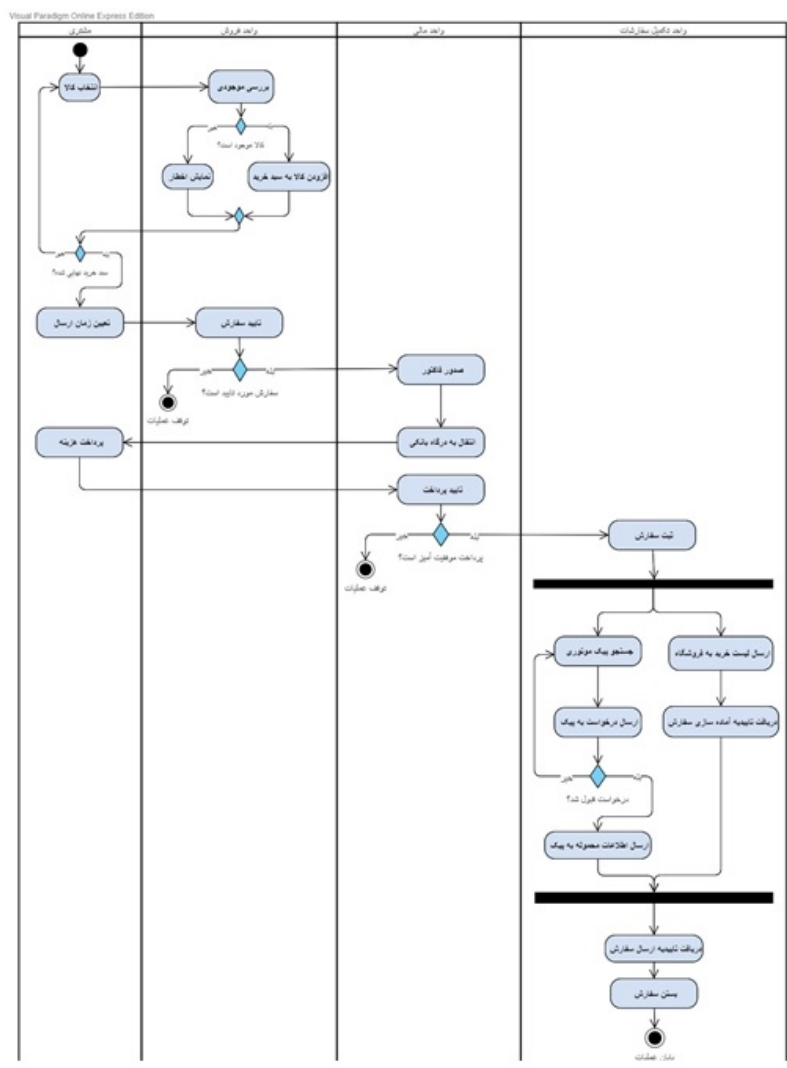 Visual Paradigm Online Express Edition
مشتری
واحد فروش
واحد مالی
واحد تکمیل سفارشات
انتخاب کالا
بررسی موجودی
خیر
بله
کالا موجود است؟
نمایش اخطار
افزودن کالا به سبد خرید
خیر
بله
سبد خرید نهایی شد؟
تعیین زمان ارسال
تایید سفارش
خیر
بله
سفارش مورد تایید است؟
توقف عملیات
صدور فاکتور
پرداخت هزینه
انتقال به درگاه بانکی
تایید پرداخت
خیر
بله
پرداخت موفقیت آمیز است؟
توقف عملیات
ثبت سفارش
جستجو پیک موتوری
ارسال لیست خرید به فروشگاه
ارسال درخواست به پیک
دریافت تاییدیه آماده سازی سفارش
خیر
بله
درخواست قبول شد؟
ارسال اطلاعات محموله به پیک
دریافت تاییدیه ارسال سفارش
بستن سفارش
پایان عملیات